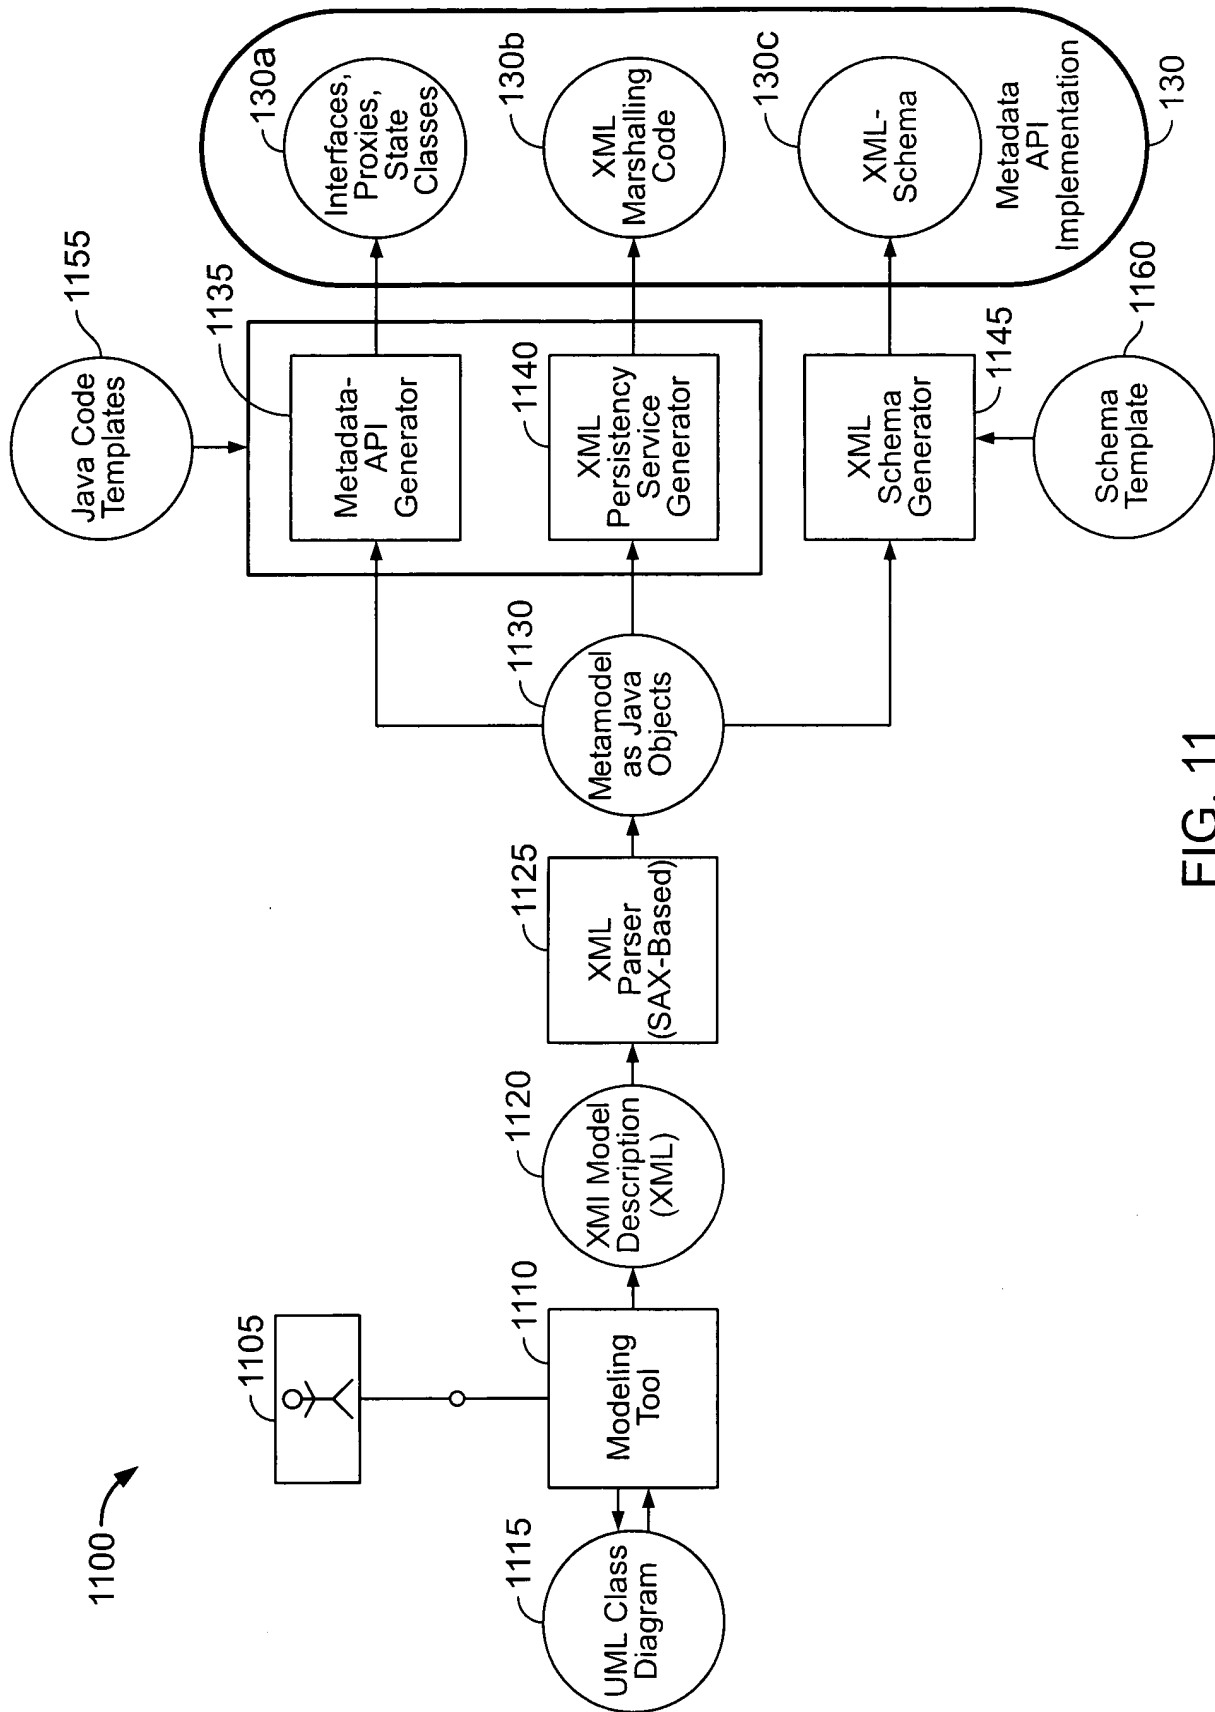 1100
1105
1115
UML Class
Diagram
1110
Modeling
Tool
1120
XMI Model
Description
(XML)
1125
XML
Parser
(SAX-Based)
1130
Metamodel
as Java
Objects
1155
Java Code
Templates
1135
Metadata-
API
Generator
1140
XML
Persistency
Service
Generator
1145
XML
Schema
Generator
1160
Schema
Template
130a
Interfaces,
Proxies,
State
Classes
130b
XML
Marshalling
Code
130c
XML-
Schema
Metadata
API
Implementation
130
FIG. 11